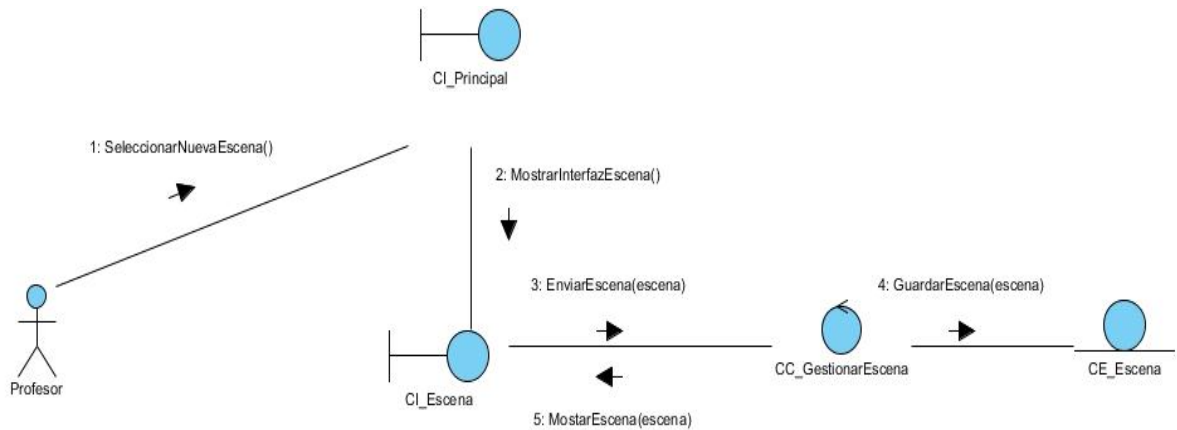 CI_Principal
1: SeleccionarNuevaEscena()
2: MostrarInterfazEscena()
3: EnviarEscena(escena)
4: GuardarEscena(escena)
Profesor
CI_Escena
CC_GestionarEscena
CE_Escena
5: MostarEscena(escena)